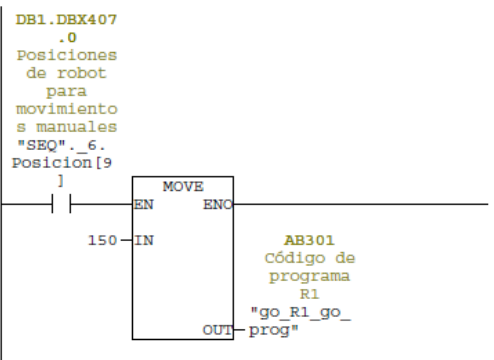 DB1.DBX407
.0
Posiciones
de robot
para
movimiento
s manuales
"SEQ"._6.
Posicion[9
]
MOVE
EN ENO
150 IN
AB301
Código de
programa
R1
"go_R1_go_
OUT prog"